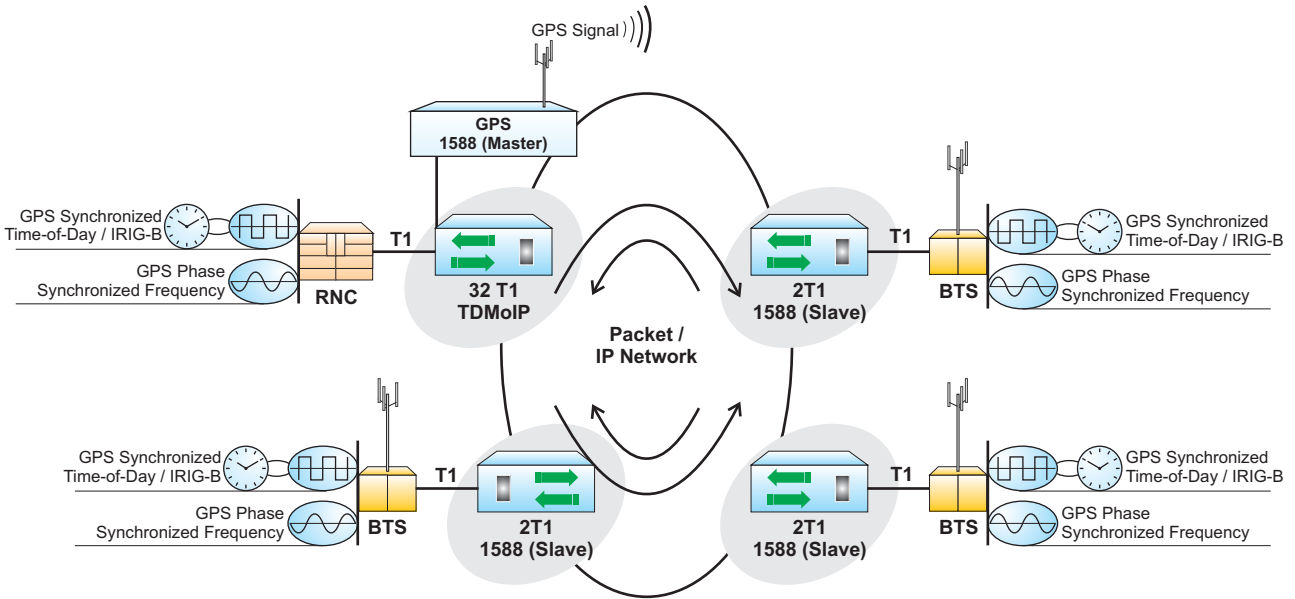 GPS Signal
GPS
1588 (Master)
GPS Synchronized
Time-of-Day / IRIG-B
GPS Phase
Synchronized Frequency
RNC
T1
32 T1
TDMoIP
2T1
1588 (Slave)
T1
BTS
GPS Synchronized
Time-of-Day / IRIG-B
GPS Phase
Synchronized Frequency
Packet /
IP Network
GPS Synchronized
Time-of-Day / IRIG-B
GPS Phase
Synchronized Frequency
BTS
T1
2T1
1588 (Slave)
2T1
1588 (Slave)
T1
BTS
GPS Synchronized
Time-of-Day / IRIG-B
GPS Phase
Synchronized Frequency